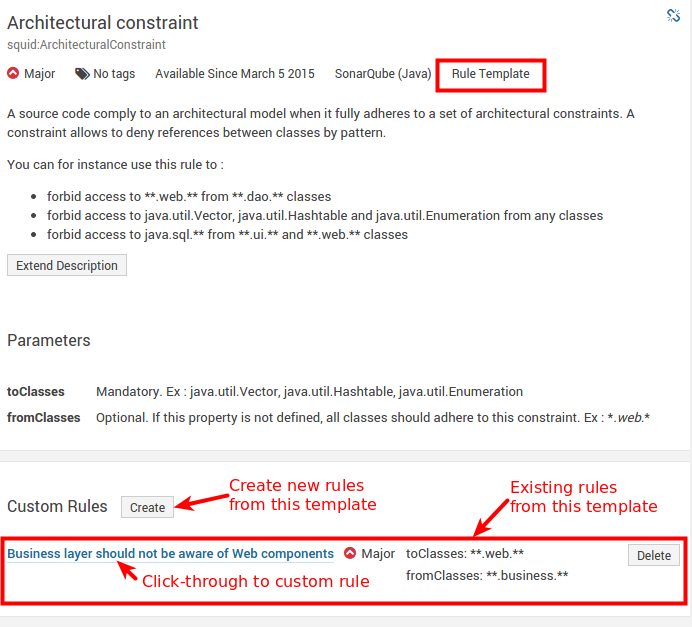 Architectural constraint
squid:ArchitecturalConstraint
Major No tags Available Since March 5 2015 SonarQube (Java) Rule Template
A source code comply to an architectural model when it fully adheres to a set of architectural constraints. A
constraint allows to deny references between classes by pattern.
You can for instance use this rule to :
• forbid access to **.web.** from **.dao.** classes
• forbid access to java.util.Vector, java.util.Hashtable and java.util.Enumeration from any classes
• forbid access to java.sql.** from **.ui.** and **.web.** classes
Extend Description
Parameters
toClasses Mandatory. Ex : java.util.Vector, java.util.Hashtable, java.util.Enumeration
fromClasses Optional. If this property is not defined, all classes should adhere to this constraint. Ex : *.web.*
Custom Rules Create
Create new rules
from this template
Existing rules
from this template
Business layer should not be aware of Web components Major toClasses: **.web.** Delete
fromClasses: **.business.**
Click-through to custom rule